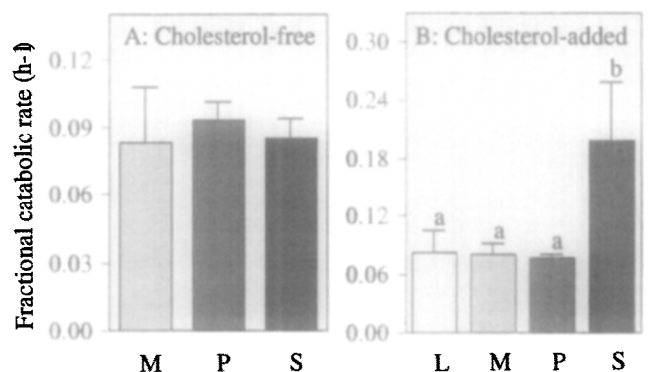 Fractional catabolic rate (h-1)
A: Cholesterol-free
0.12
0.09
0.06
0.03
0.00
M P S
B: Cholesterol-added
0.30
0.24
0.18
0.12
0.06
0.00
a a a b
L M P S